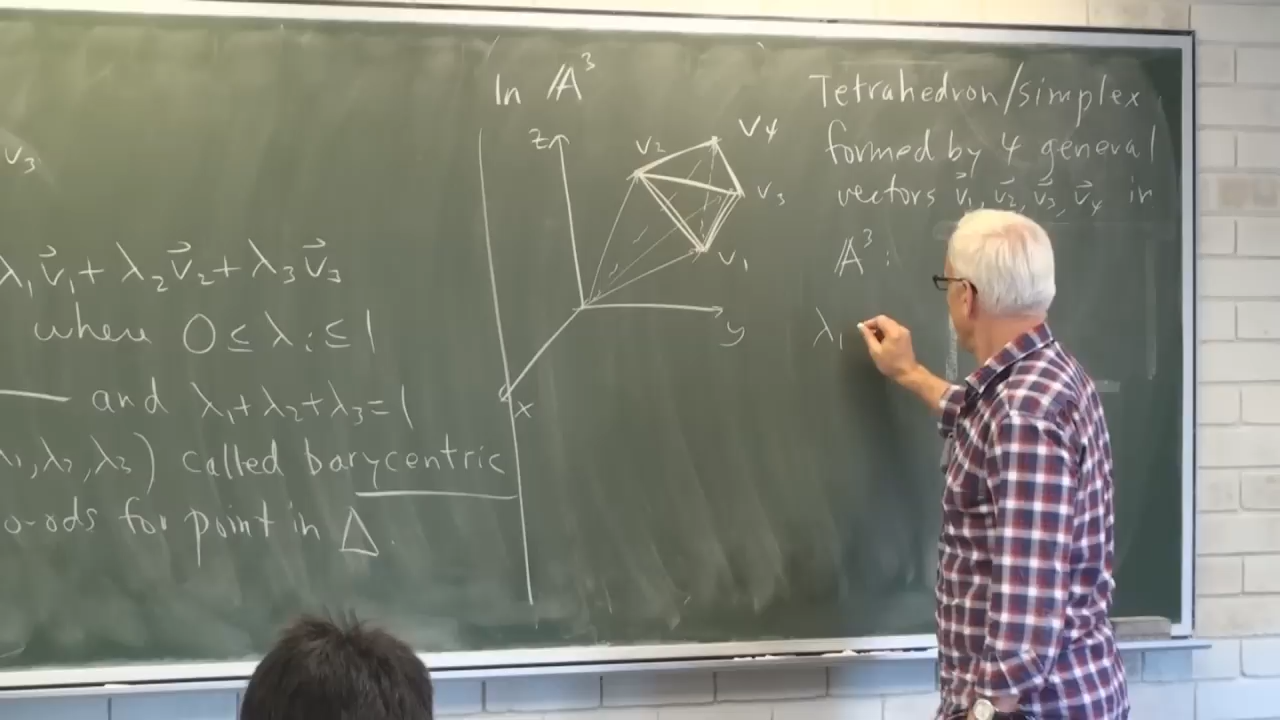 v₃
λ₁v⃗₁ + λ₂v⃗₂ + λ₃v⃗₃
where 0 ≤ λᵢ ≤ 1
and λ₁+λ₂+λ₃=1
λ₁, λ₂, λ₃) called barycentric
o-ods for point in Δ.
In 𝔸³
z
y
x
v₂
v₄
v₃
v₁
Tetrahedron/simplex
formed by 4 general
vectors v⃗₁, v⃗₂, v⃗₃, v⃗₄ in
𝔸³:
λ₁